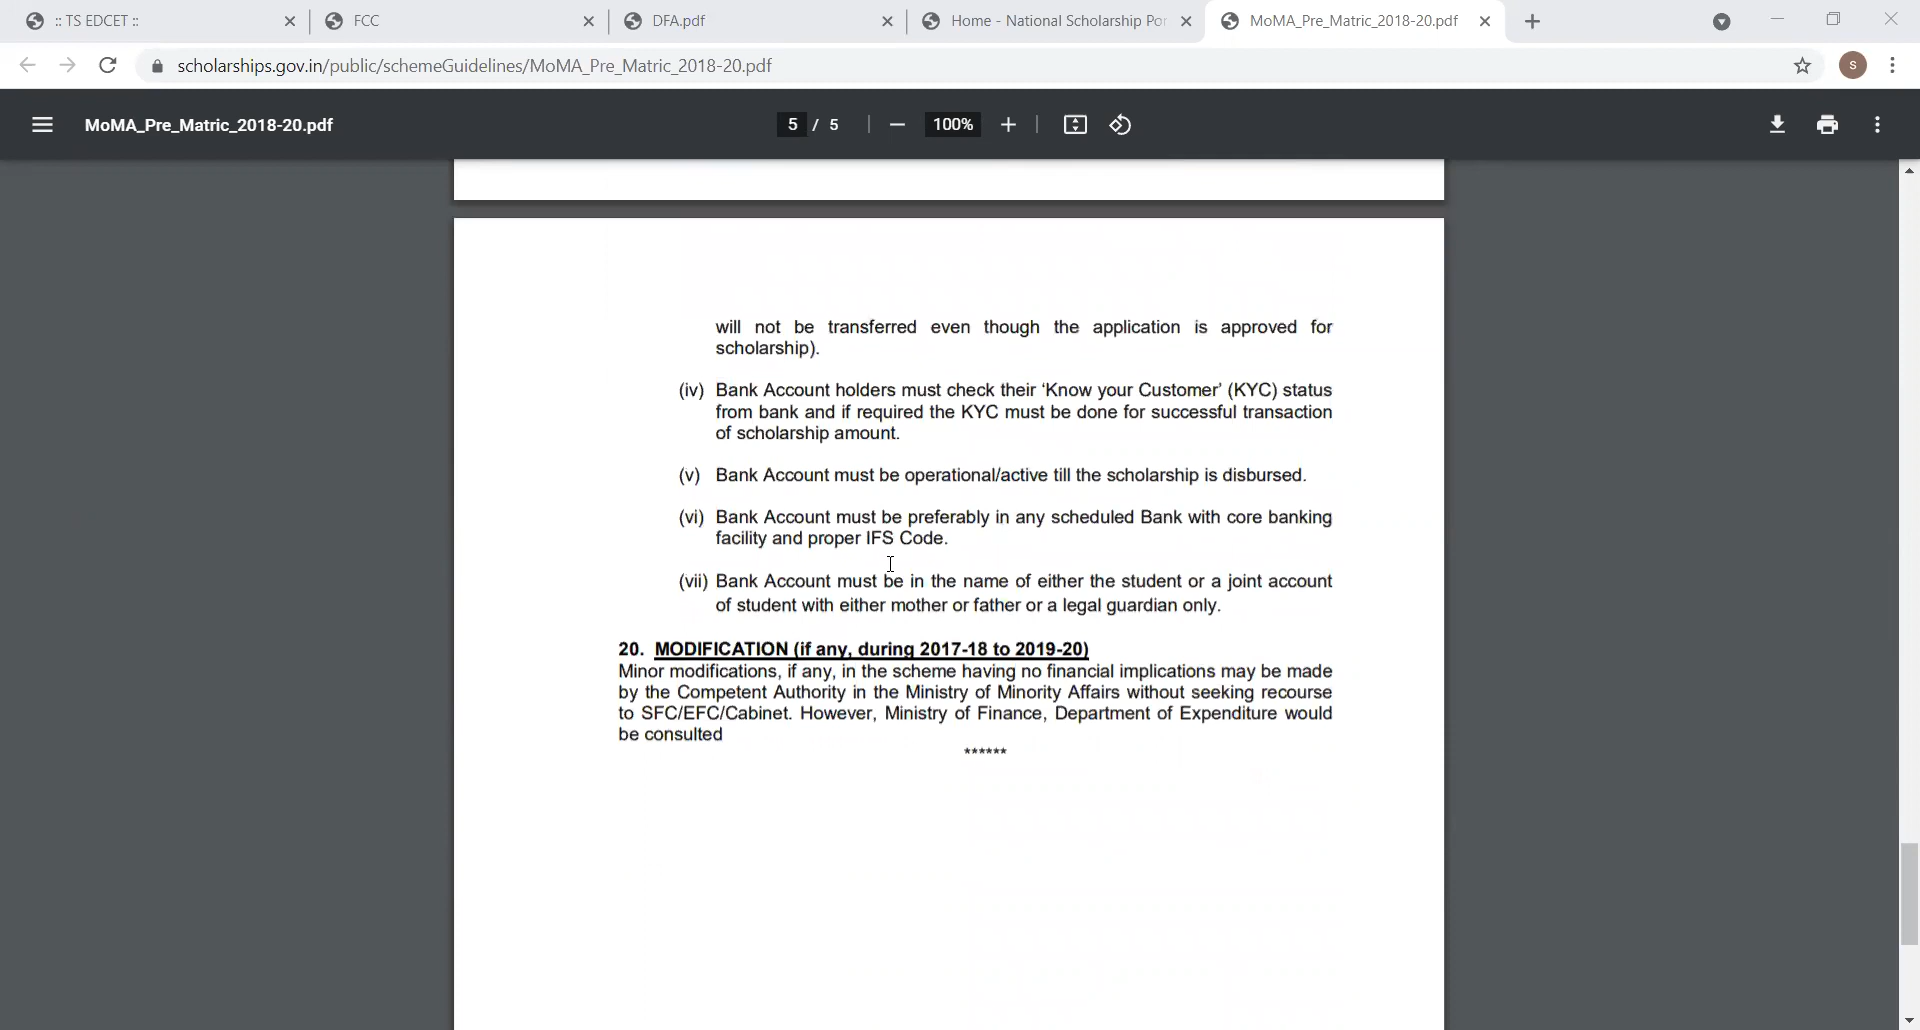 :: TS EDCET ::
FCC
DFA.pdf
Home - National Scholarship Por
MoMA_Pre_Matric_2018-20.pdf
scholarships.gov.in/public/schemeGuidelines/MoMA_Pre_Matric_2018-20.pdf
S
MoMA_Pre_Matric_2018-20.pdf
5 / 5
100%
will not be transferred even though the application is approved for
scholarship).
(iv) Bank Account holders must check their ‘Know your Customer’ (KYC) status
from bank and if required the KYC must be done for successful transaction
of scholarship amount.
(v) Bank Account must be operational/active till the scholarship is disbursed.
(vi) Bank Account must be preferably in any scheduled Bank with core banking
facility and proper IFS Code.
(vii) Bank Account must be in the name of either the student or a joint account
of student with either mother or father or a legal guardian only.
20. MODIFICATION (if any, during 2017-18 to 2019-20)
Minor modifications, if any, in the scheme having no financial implications may be made
by the Competent Authority in the Ministry of Minority Affairs without seeking recourse
to SFC/EFC/Cabinet. However, Ministry of Finance, Department of Expenditure would
be consulted
******